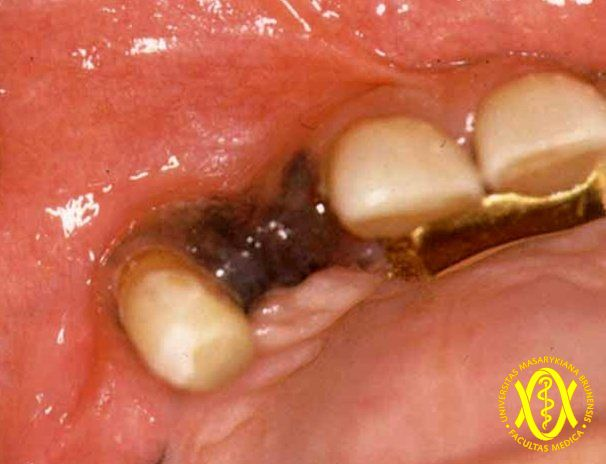 UNIVERSITAS MASARYKIANA BRUNENSIS
FACULTAS MEDICA